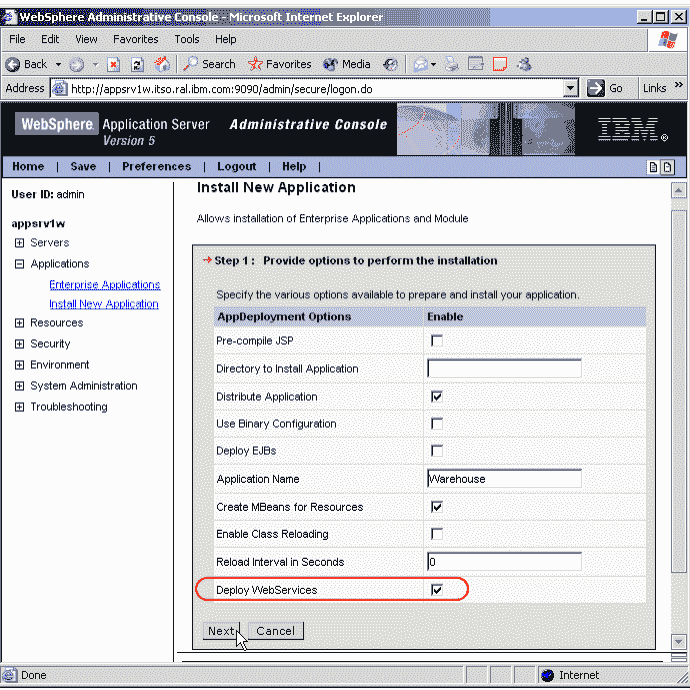 WebSphere Administrative Console - Microsoft Internet Explorer
File Edit View Favorites Tools Help
Back Search Favorites Media
Address http://appsrv1w.itso.ral.ibm.com:9090/admin/secure/logon.do Go Links »
WebSphere Application Server Administrative Console
Version 5
IBM®
Home | Save | Preferences | Logout | Help |
User ID: admin
appsrv1w
Servers
Applications
Enterprise Applications
Install New Application
Resources
Security
Environment
System Administration
Troubleshooting
Install New Application
Allows installation of Enterprise Applications and Module
Step 1 : Provide options to perform the installation
Specify the various options available to prepare and install your application.
AppDeployment Options Enable
Pre-compile JSP
Directory to Install Application
Distribute Application
Use Binary Configuration
Deploy EJBs
Application Name Warehouse
Create MBeans for Resources
Enable Class Reloading
Reload Interval in Seconds 0
Deploy WebServices
Next Cancel
Done Internet